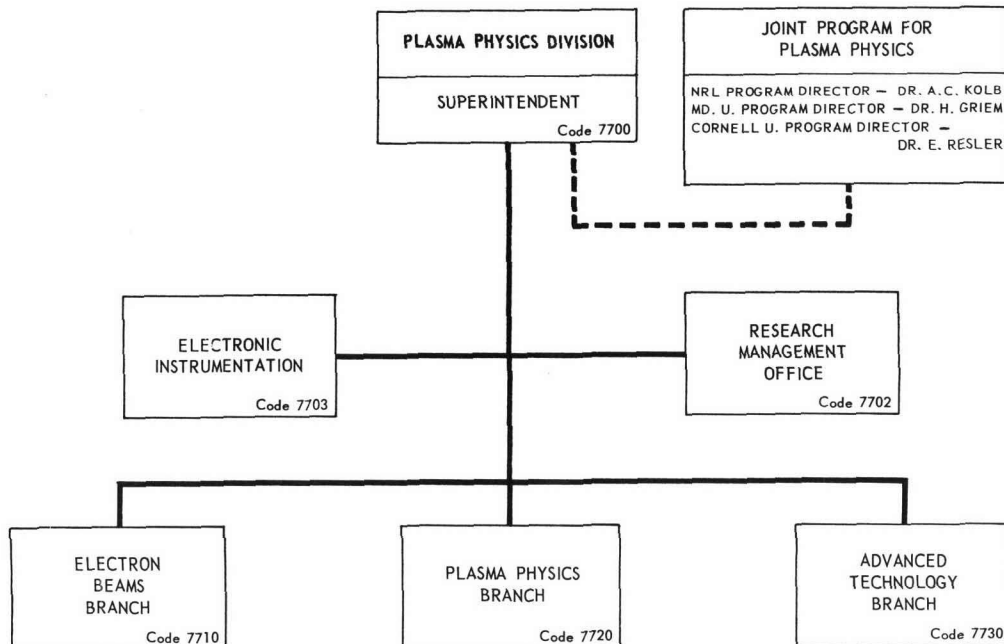 PLASMA PHYSICS DIVISION
SUPERINTENDENT
Code 7700
JOINT PROGRAM FOR
PLASMA PHYSICS
NRL PROGRAM DIRECTOR — DR. A.C. KOLB
MD. U. PROGRAM DIRECTOR — DR. H. GRIEM
CORNELL U. PROGRAM DIRECTOR —
DR. E. RESLER
ELECTRONIC
INSTRUMENTATION
Code 7703
RESEARCH
MANAGEMENT
OFFICE
Code 7702
ELECTRON
BEAMS
BRANCH
Code 7710
PLASMA PHYSICS
BRANCH
Code 7720
ADVANCED
TECHNOLOGY
BRANCH
Code 7730